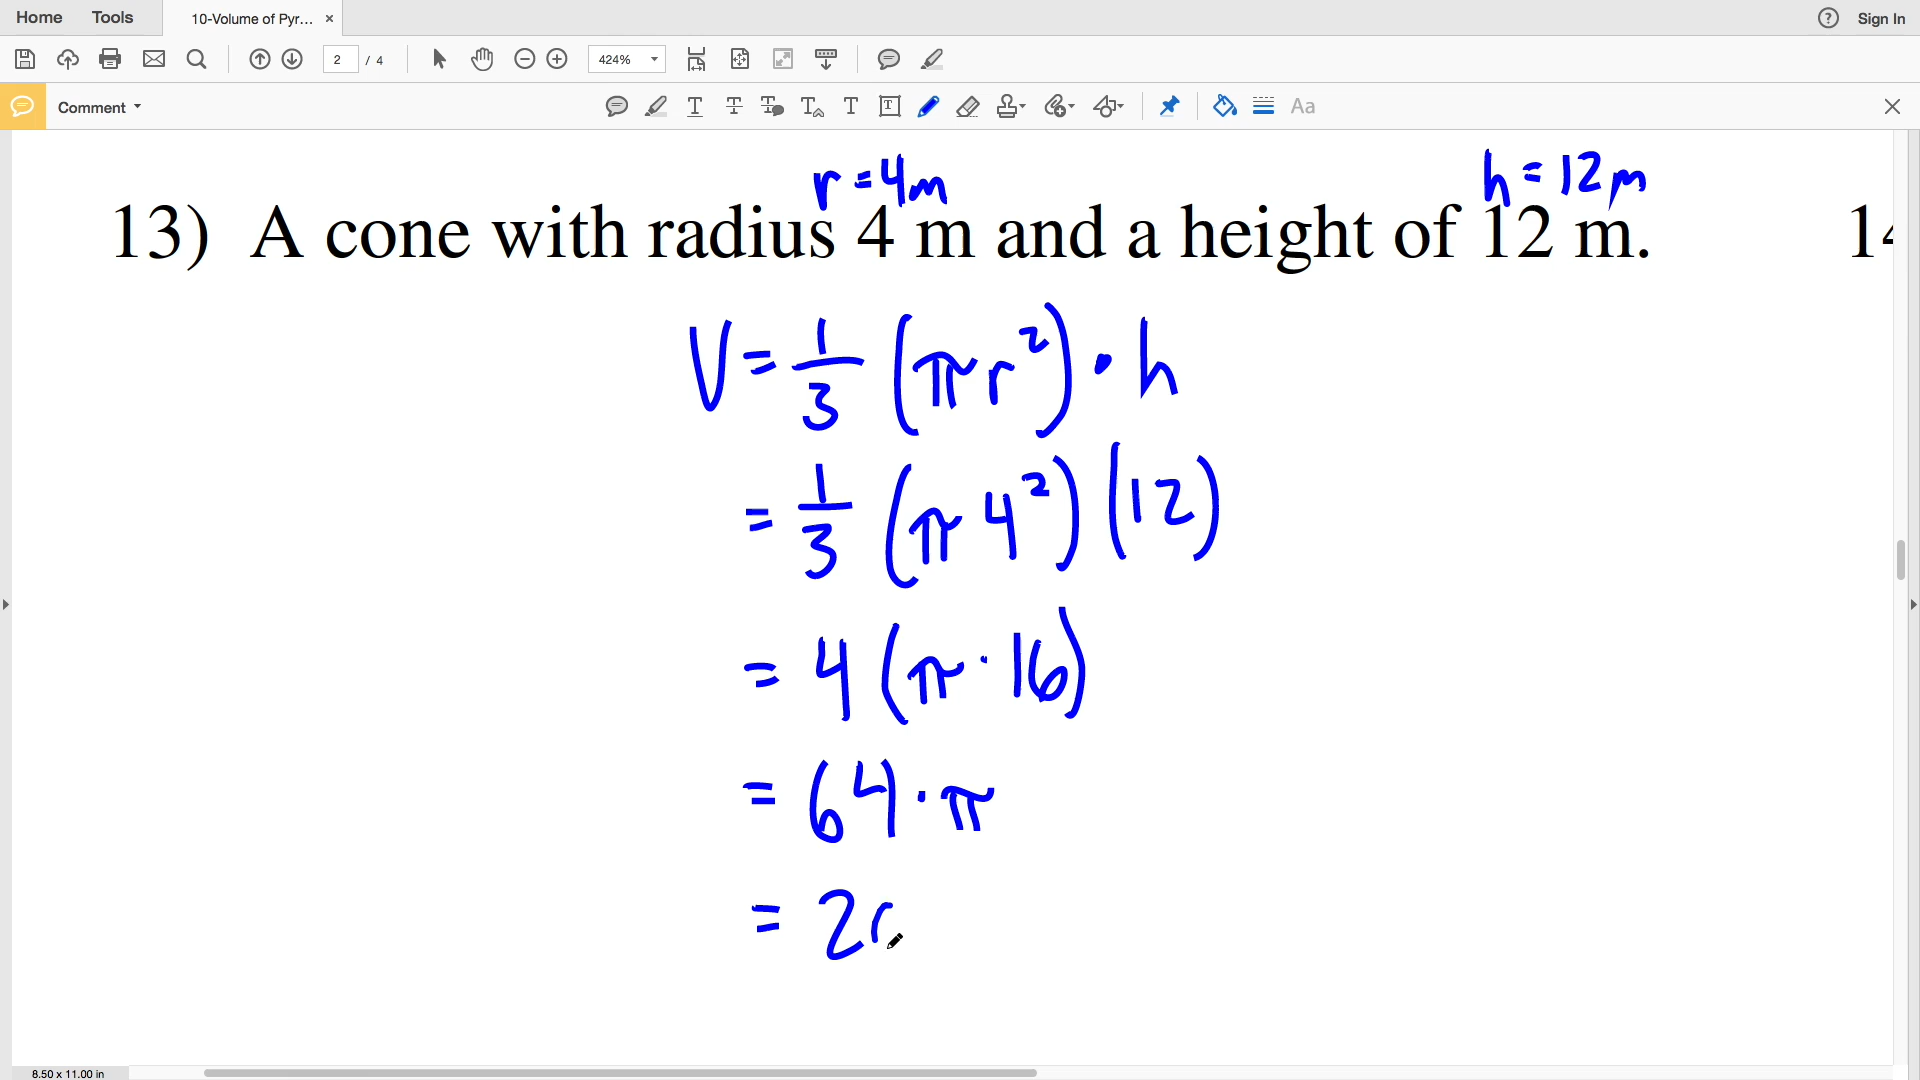 Home Tools 10-Volume of Pyr... × ? Sign In
2 / 4 424%
Comment T T T T T T Aa
r = 4m h = 12m
13) A cone with radius 4 m and a height of 12 m.
V = 1/3 (πr²) · h
= 1/3 (π 4²) (12)
= 4 (π · 16)
= 64 · π
= 2
8.50 x 11.00 in